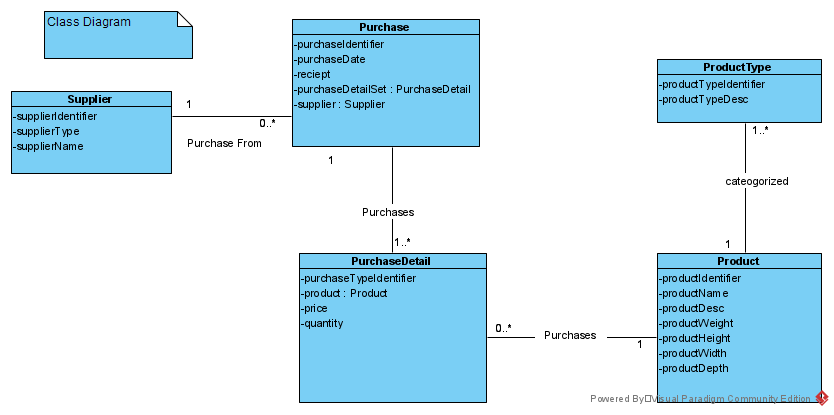 Class Diagram
Purchase
-purchaseIdentifier
-purchaseDate
-reciept
-purchaseDetailSet : PurchaseDetail
-supplier : Supplier
ProductType
-productTypeIdentifier
-productTypeDesc
Supplier
-supplierIdentifier
-supplierType
-supplierName
1
0..*
Purchase From
1
1..*
Purchases
1..*
cateogorized
1
PurchaseDetail
-purchaseTypeIdentifier
-product : Product
-price
-quantity
Product
-productIdentifier
-productName
-productDesc
-productWeight
-productHeight
-productWidth
-productDepth
0..*
Purchases
1
Powered By Visual Paradigm Community Edition